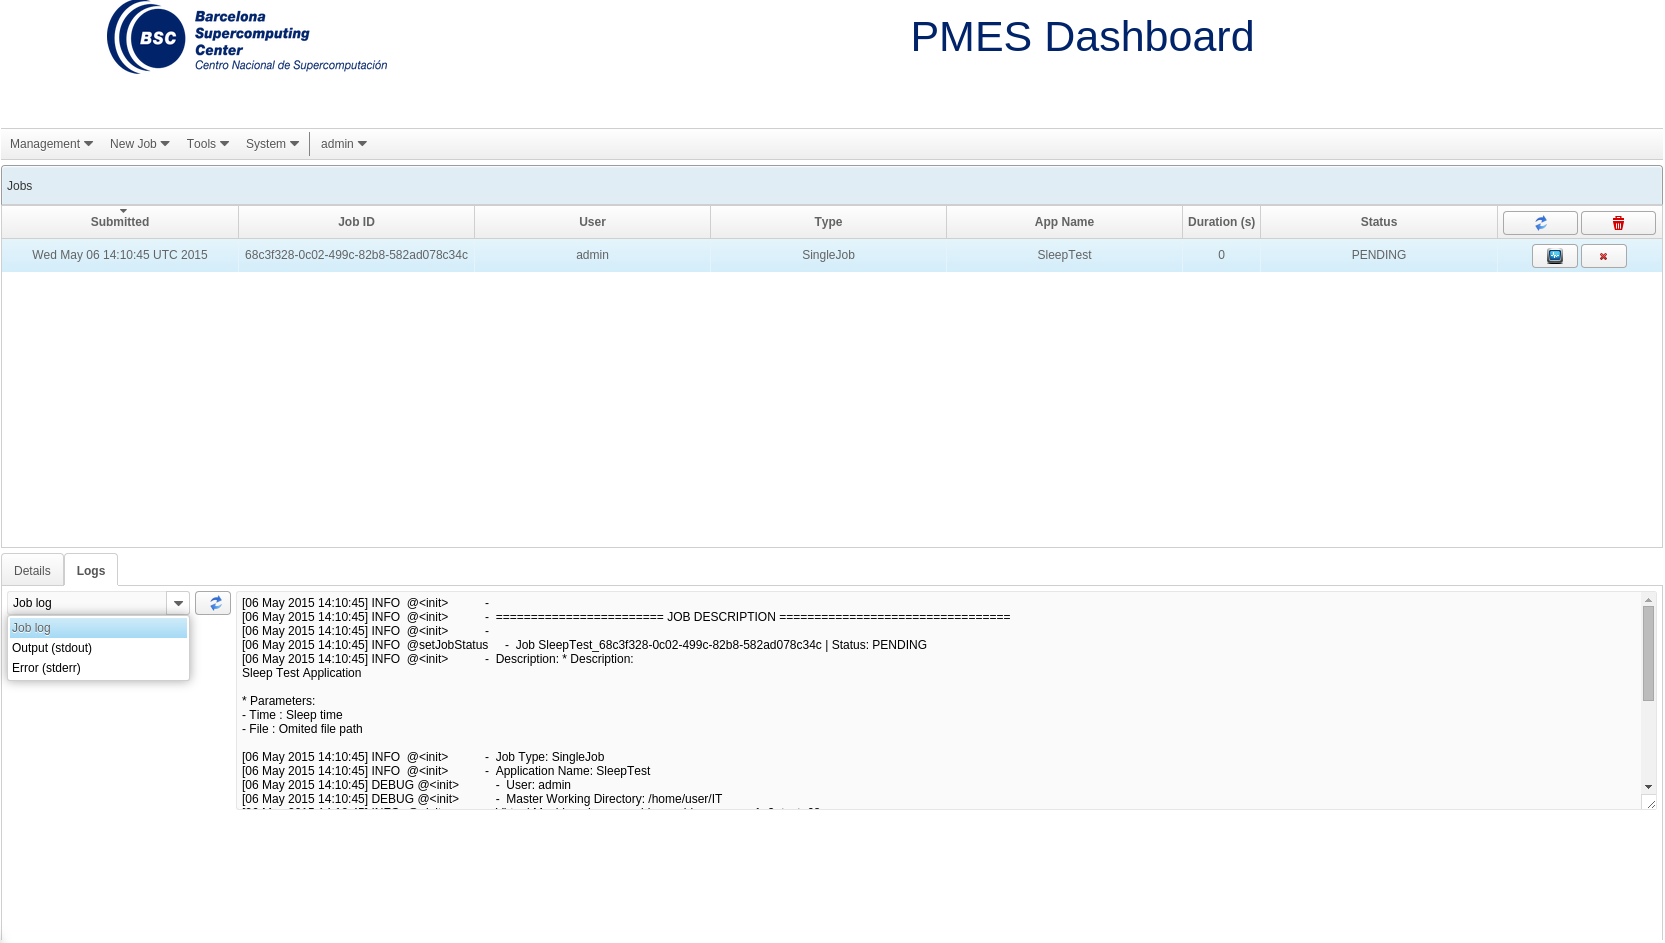 BSC
Barcelona
Supercomputing
Center
Centro Nacional de Supercomputación
PMES Dashboard
Management New Job Tools System admin
Jobs
Submitted Job ID User Type App Name Duration (s) Status
Wed May 06 14:10:45 UTC 2015 68c3f328-0c02-499c-82b8-582ad078c34c admin SingleJob SleepTest 0 PENDING
Details Logs
Job log
Job log
Output (stdout)
Error (stderr)
[06 May 2015 14:10:45] INFO @<init> -
[06 May 2015 14:10:45] INFO @<init> - ======================== JOB DESCRIPTION =================================
[06 May 2015 14:10:45] INFO @<init> -
[06 May 2015 14:10:45] INFO @setJobStatus - Job SleepTest_68c3f328-0c02-499c-82b8-582ad078c34c | Status: PENDING
[06 May 2015 14:10:45] INFO @<init> - Description: * Description:
Sleep Test Application
* Parameters:
- Time : Sleep time
- File : Omited file path
[06 May 2015 14:10:45] INFO @<init> - Job Type: SingleJob
[06 May 2015 14:10:45] INFO @<init> - Application Name: SleepTest
[06 May 2015 14:10:45] DEBUG @<init> - User: admin
[06 May 2015 14:10:45] DEBUG @<init> - Master Working Directory: /home/user/IT